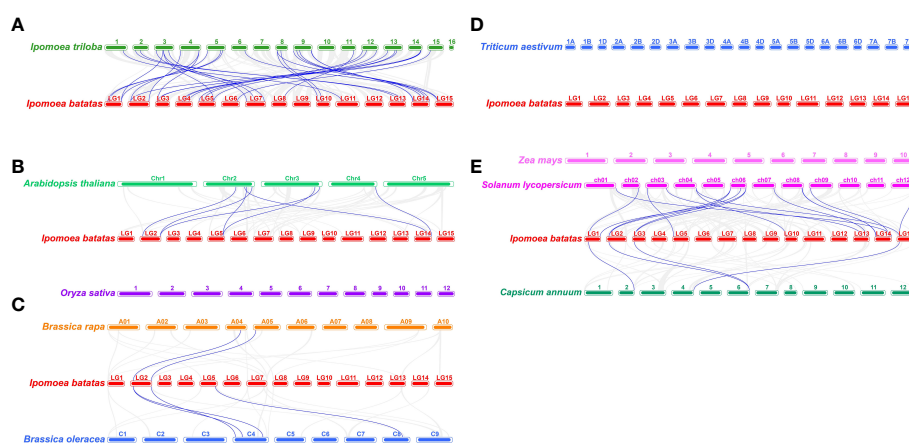 A
1 2 3 4 5 6 7 8 9 10 11 12 13 14 15 16
Ipomoea triloba
Ipomoea batatas
LG1 LG2 LG3 LG4 LG5 LG6 LG7 LG8 LG9 LG10 LG11 LG12 LG13 LG14 LG15
B
Chr1 Chr2 Chr3 Chr4 Chr5
Arabidopsis thaliana
Ipomoea batatas
LG1 LG2 LG3 LG4 LG5 LG6 LG7 LG8 LG9 LG10 LG11 LG12 LG13 LG14 LG15
Oryza sativa
1 2 3 4 5 6 7 8 9 10 11 12
C
A01 A02 A03 A04 A05 A06 A07 A08 A09 A10
Brassica rapa
Ipomoea batatas
LG1 LG2 LG3 LG4 LG5 LG6 LG7 LG8 LG9 LG10 LG11 LG12 LG13 LG14 LG15
Brassica oleracea
C1 C2 C3 C4 C5 C6 C7 C8 C9
D
1A 1B 1D 2A 2B 2D 3A 3B 3D 4A 4B 4D 5A 5B 5D 6A 6B 6D 7A 7B
Triticum aestivum
Ipomoea batatas
LG1 LG2 LG3 LG4 LG5 LG6 LG7 LG8 LG9 LG10 LG11 LG12 LG13 LG14
Zea mays
1 2 3 4 5 6 7 8 9 10
E
ch01 ch02 ch03 ch04 ch05 ch06 ch07 ch08 ch09 ch10 ch11 ch12
Solanum lycopersicum
Ipomoea batatas
LG1 LG2 LG3 LG4 LG5 LG6 LG7 LG8 LG9 LG10 LG11 LG12 LG13 LG14
Capsicum annuum
1 2 3 4 5 6 7 8 9 10 11 12